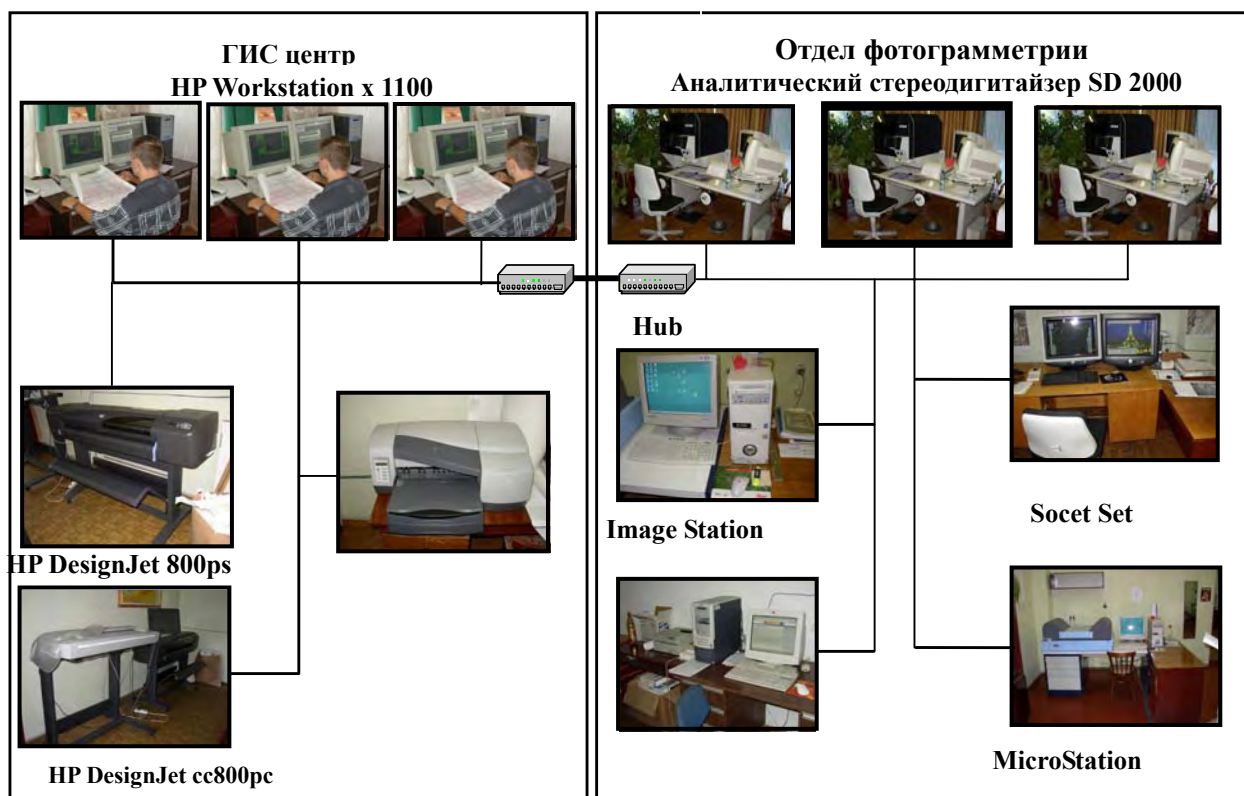 ГИС центр
HP Workstation x 1100
Отдел фотограмметрии
Аналитический стереодигитайзер SD 2000
Hub
HP DesignJet 800ps
Image Station
Socet Set
HP DesignJet cc800pc
MicroStation